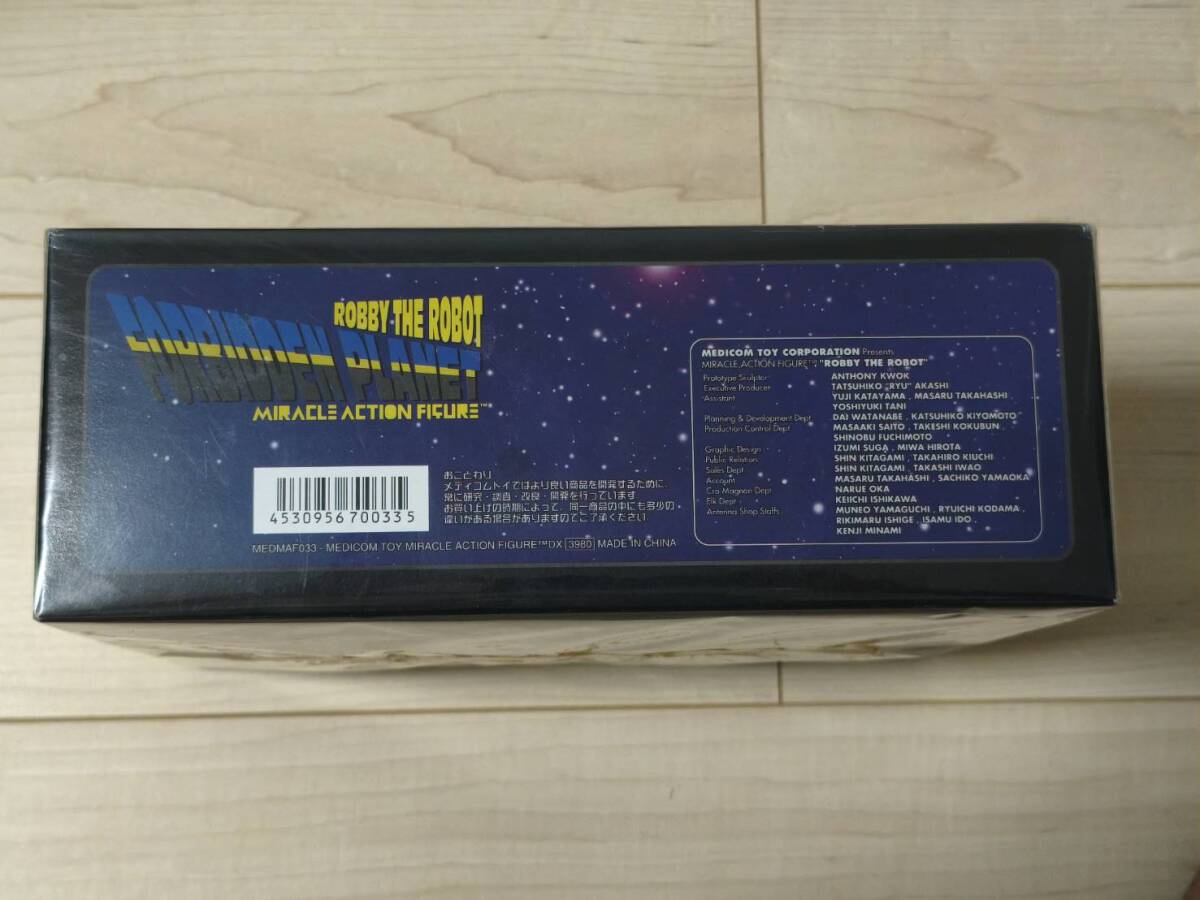 ROBBY THE ROBOT
FORBIDDEN PLANET
MIRACLE ACTION FIGURE™
4530956700335
おことわり
メディコムトイではより良い商品を開発するために、
常に研究・調査・改良・開発を行っています
お買い上げの時期によって、同一商品の中にも多少の
違いがある場合がありますのでご了承ください
MEDMAF033 - MEDICOM TOY MIRACLE ACTION FIGURE™DX 3980 MADE IN CHINA
MEDICOM TOY CORPORATION Presents
MIRACLE ACTION FIGURE™ "ROBBY THE ROBOT"
Prototype Sculptor ANTHONY KWOK
Executive Producer TATSUHIKO "RYU" AKASHI
Assistant YUJI KATAYAMA , MASARU TAKAHASHI ,
YOSHIYUKI TANI
Planning & Development Dept DAI WATANABE , KATSUHIKO KIYOMOTO
Production Control Dept MASAAKI SAITO , TAKESHI KOKUBUN ,
SHINOBU FUCHIMOTO
Graphic Design IZUMI SUGA , MIWA HIROTA
Public Relation SHIN KITAGAMI , TAKAHIRO KIUCHI
Sales Dept SHIN KITAGAMI , TAKASHI IWAO
Account MASARU TAKAHASHI , SACHIKO YAMAOKA
Cro Magnon Dept NARUE OKA
Elk Dept KEIICHI ISHIKAWA
Antenna Shop Staffs MUNEO YAMAGUCHI , RYUICHI KODAMA ,
RIKIMARU ISHIGE , ISAMU IDO ,
KENJI MINAMI